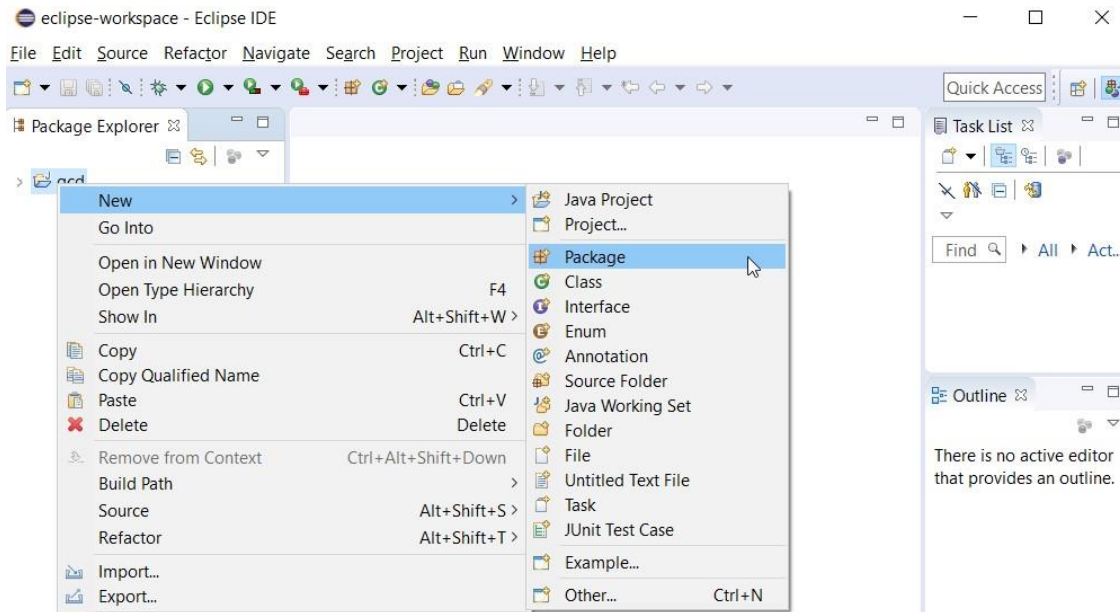 eclipse-workspace - Eclipse IDE
File Edit Source Refactor Navigate Search Project Run Window Help
Quick Access
Package Explorer
Task List
gcd
New
Go Into
Open in New Window
Open Type Hierarchy F4
Show In Alt+Shift+W >
Copy Ctrl+C
Copy Qualified Name
Paste Ctrl+V
Delete Delete
Remove from Context Ctrl+Alt+Shift+Down
Build Path
Source Alt+Shift+S >
Refactor Alt+Shift+T >
Import...
Export...
Java Project
Project...
Package
Class
Interface
Enum
Annotation
Source Folder
Java Working Set
Folder
File
Untitled Text File
Task
JUnit Test Case
Example...
Other... Ctrl+N
Find All Act...
Outline
There is no active editor
that provides an outline.